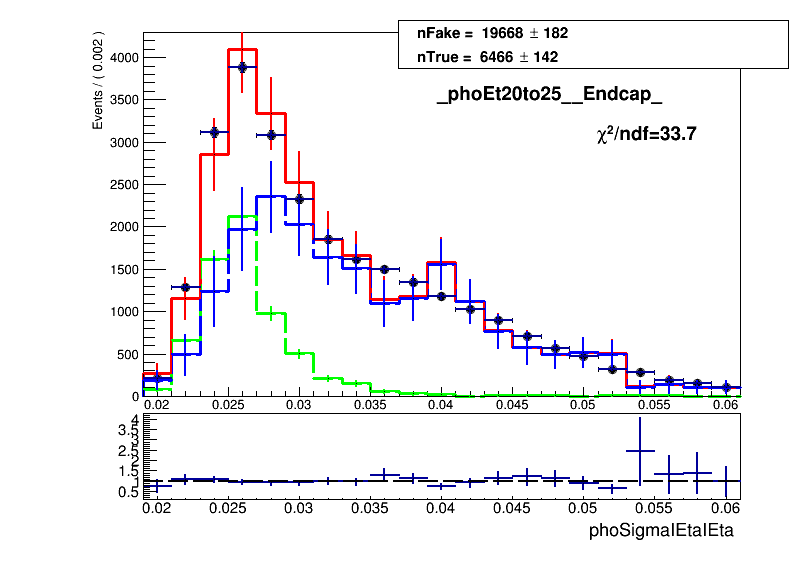 nFake = 19668 ± 182
nTrue = 6466 ± 142
_phoEt20to25__Endcap_
χ²/ndf=33.7
Events / ( 0.002 )
4000
3500
3000
2500
2000
1500
1000
500
0
0.02 0.025 0.03 0.035 0.04 0.045 0.05 0.055 0.06
4
3.5
3
2.5
2
1.5
1
0.5
0.02 0.025 0.03 0.035 0.04 0.045 0.05 0.055 0.06
phoSigmaIEtaIEta